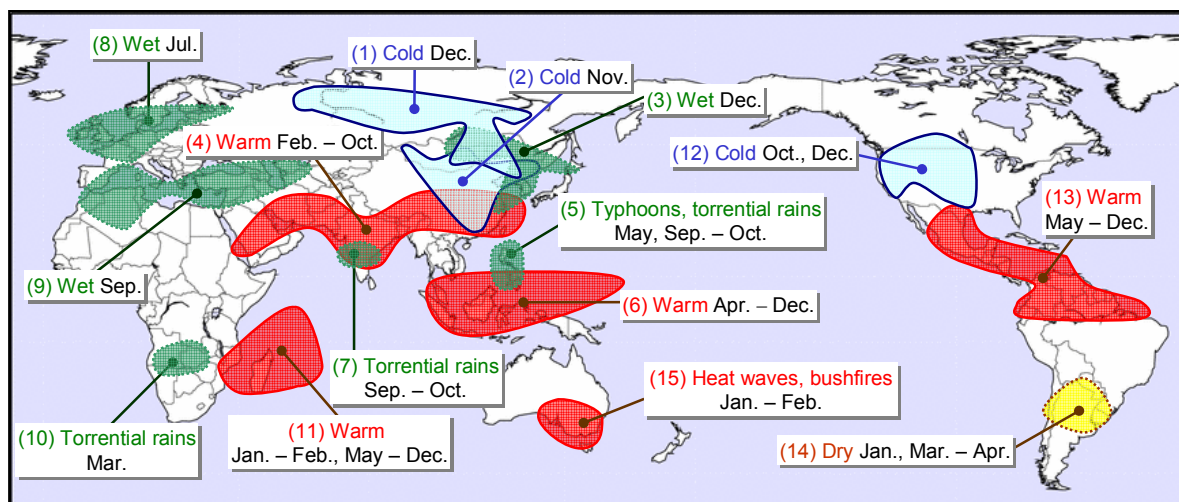 (8) Wet Jul.
(1) Cold Dec.
(2) Cold Nov.
(3) Wet Dec.
(4) Warm Feb. – Oct.
(12) Cold Oct., Dec.
(13) Warm
May – Dec.
(5) Typhoons, torrential rains
May, Sep. – Oct.
(9) Wet Sep.
(6) Warm Apr. – Dec.
(7) Torrential rains
Sep. – Oct.
(15) Heat waves, bushfires
Jan. – Feb.
(10) Torrential rains
Mar.
(11) Warm
Jan. – Feb., May – Dec.
(14) Dry Jan., Mar. – Apr.